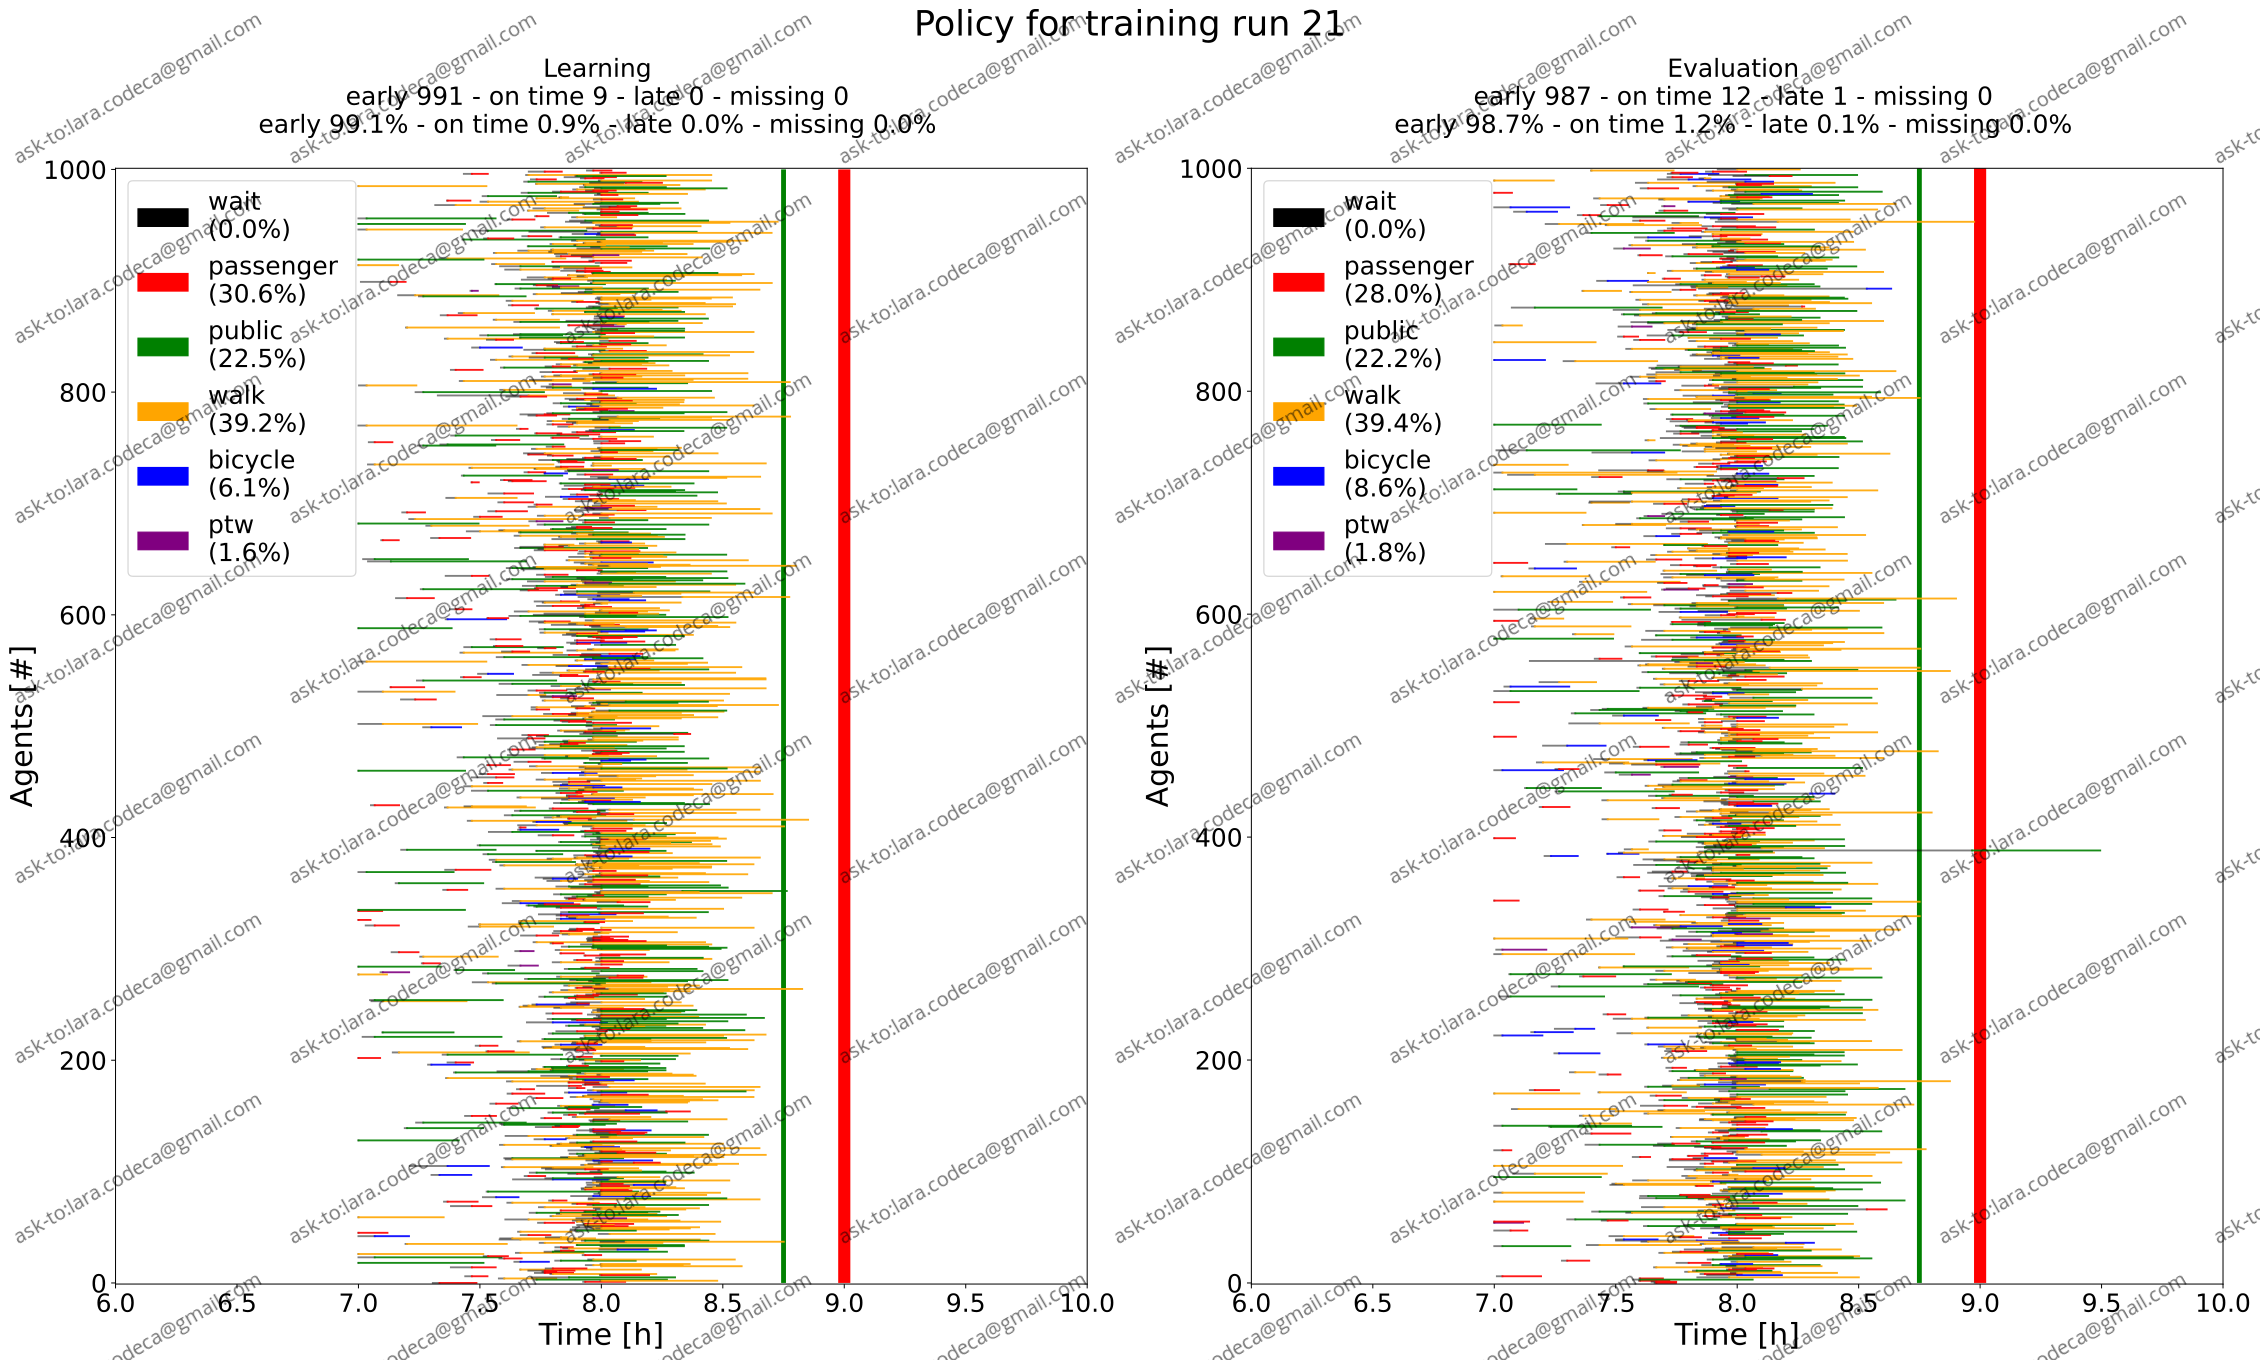 Policy for training run 21
Learning
early 991 - on time 9 - late 0 - missing 0
early 99.1% - on time 0.9% - late 0.0% - missing 0.0%
1000
800
600
400
200
0
Agents [#]
wait
(0.0%)
passenger
(30.6%)
public
(22.5%)
walk
(39.2%)
bicycle
(6.1%)
ptw
(1.6%)
6.0 6.5 7.0 7.5 8.0 8.5 9.0 9.5 10.0
Time [h]
Evaluation
early 987 - on time 12 - late 1 - missing 0
early 98.7% - on time 1.2% - late 0.1% - missing 0.0%
1000
800
600
400
200
0
Agents [#]
wait
(0.0%)
passenger
(28.0%)
public
(22.2%)
walk
(39.4%)
bicycle
(8.6%)
ptw
(1.8%)
6.0 6.5 7.0 7.5 8.0 8.5 9.0 9.5 10.0
Time [h]
ask-to:lara.codeca@gmail.com